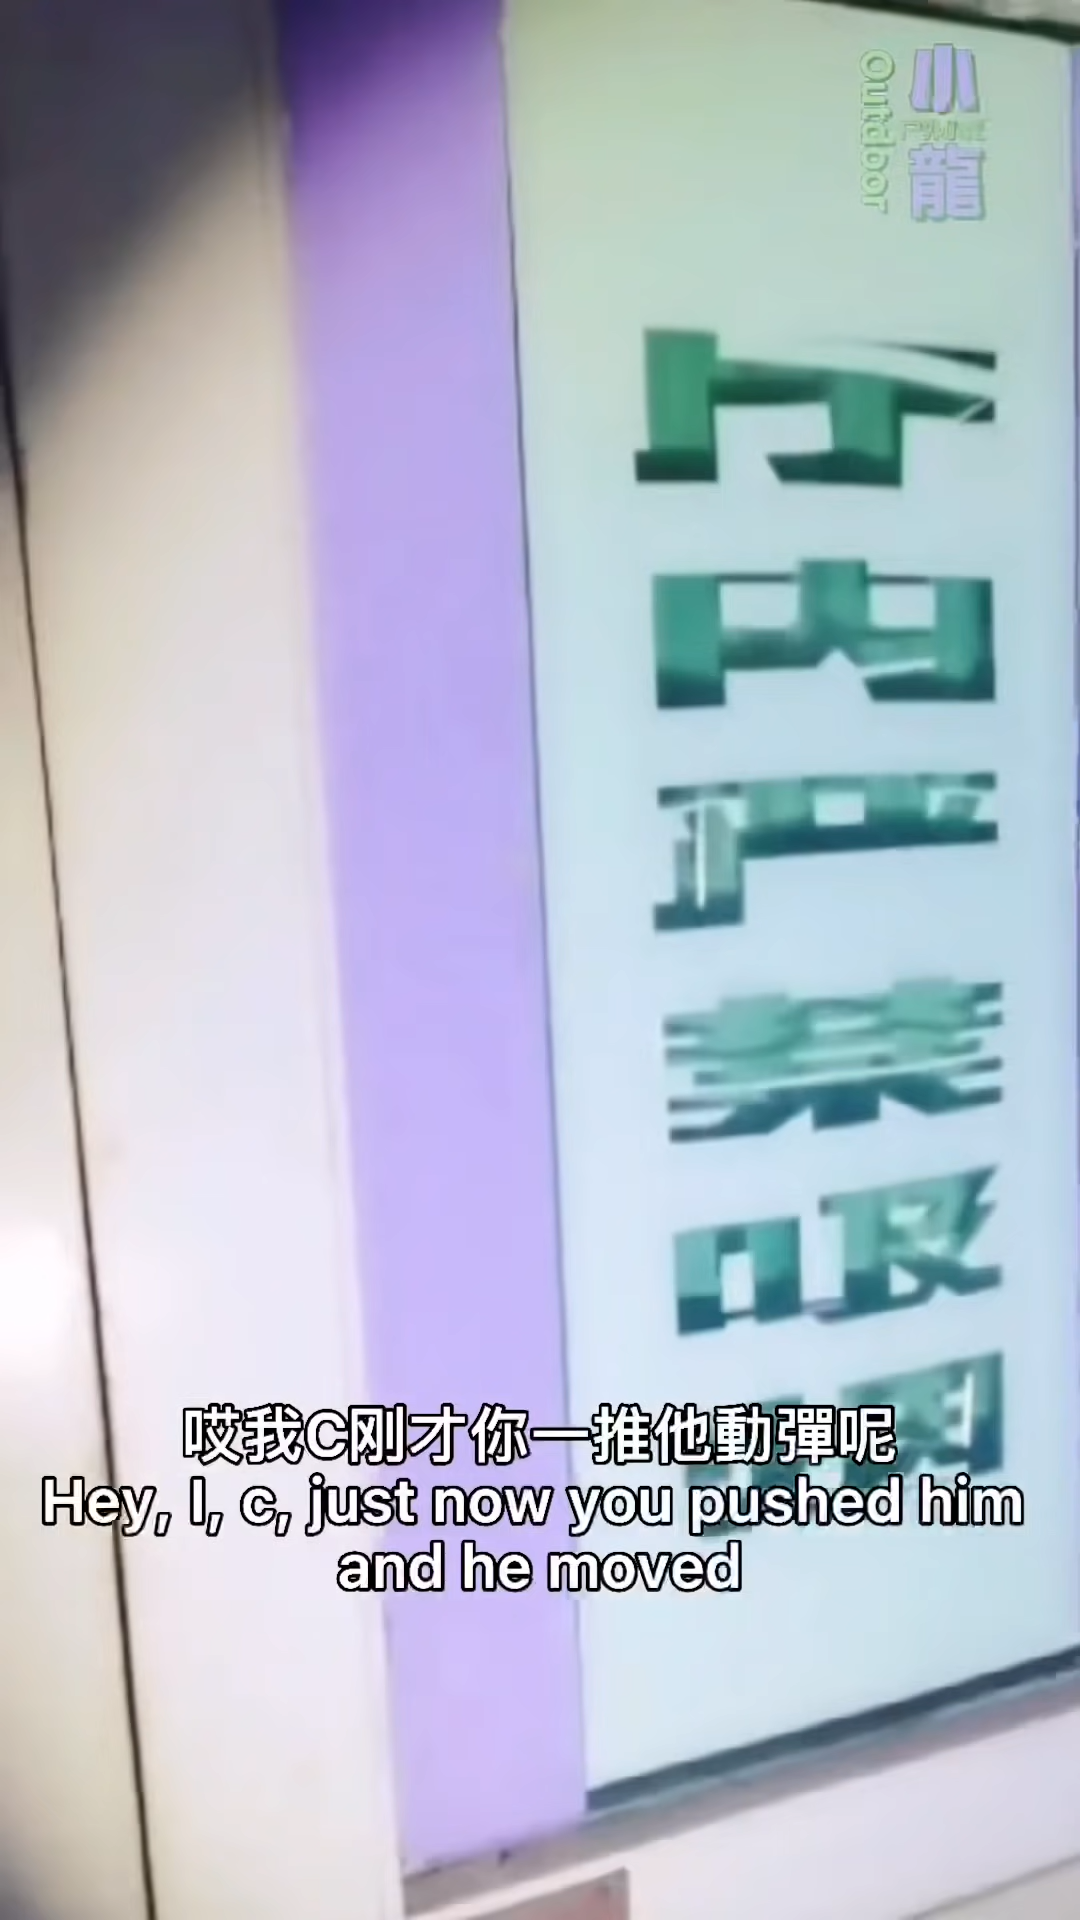 小龍
Outdoor
内严禁吸烟
哎我C刚才你一推他動彈呢
Hey, I, c, just now you pushed him
and he moved